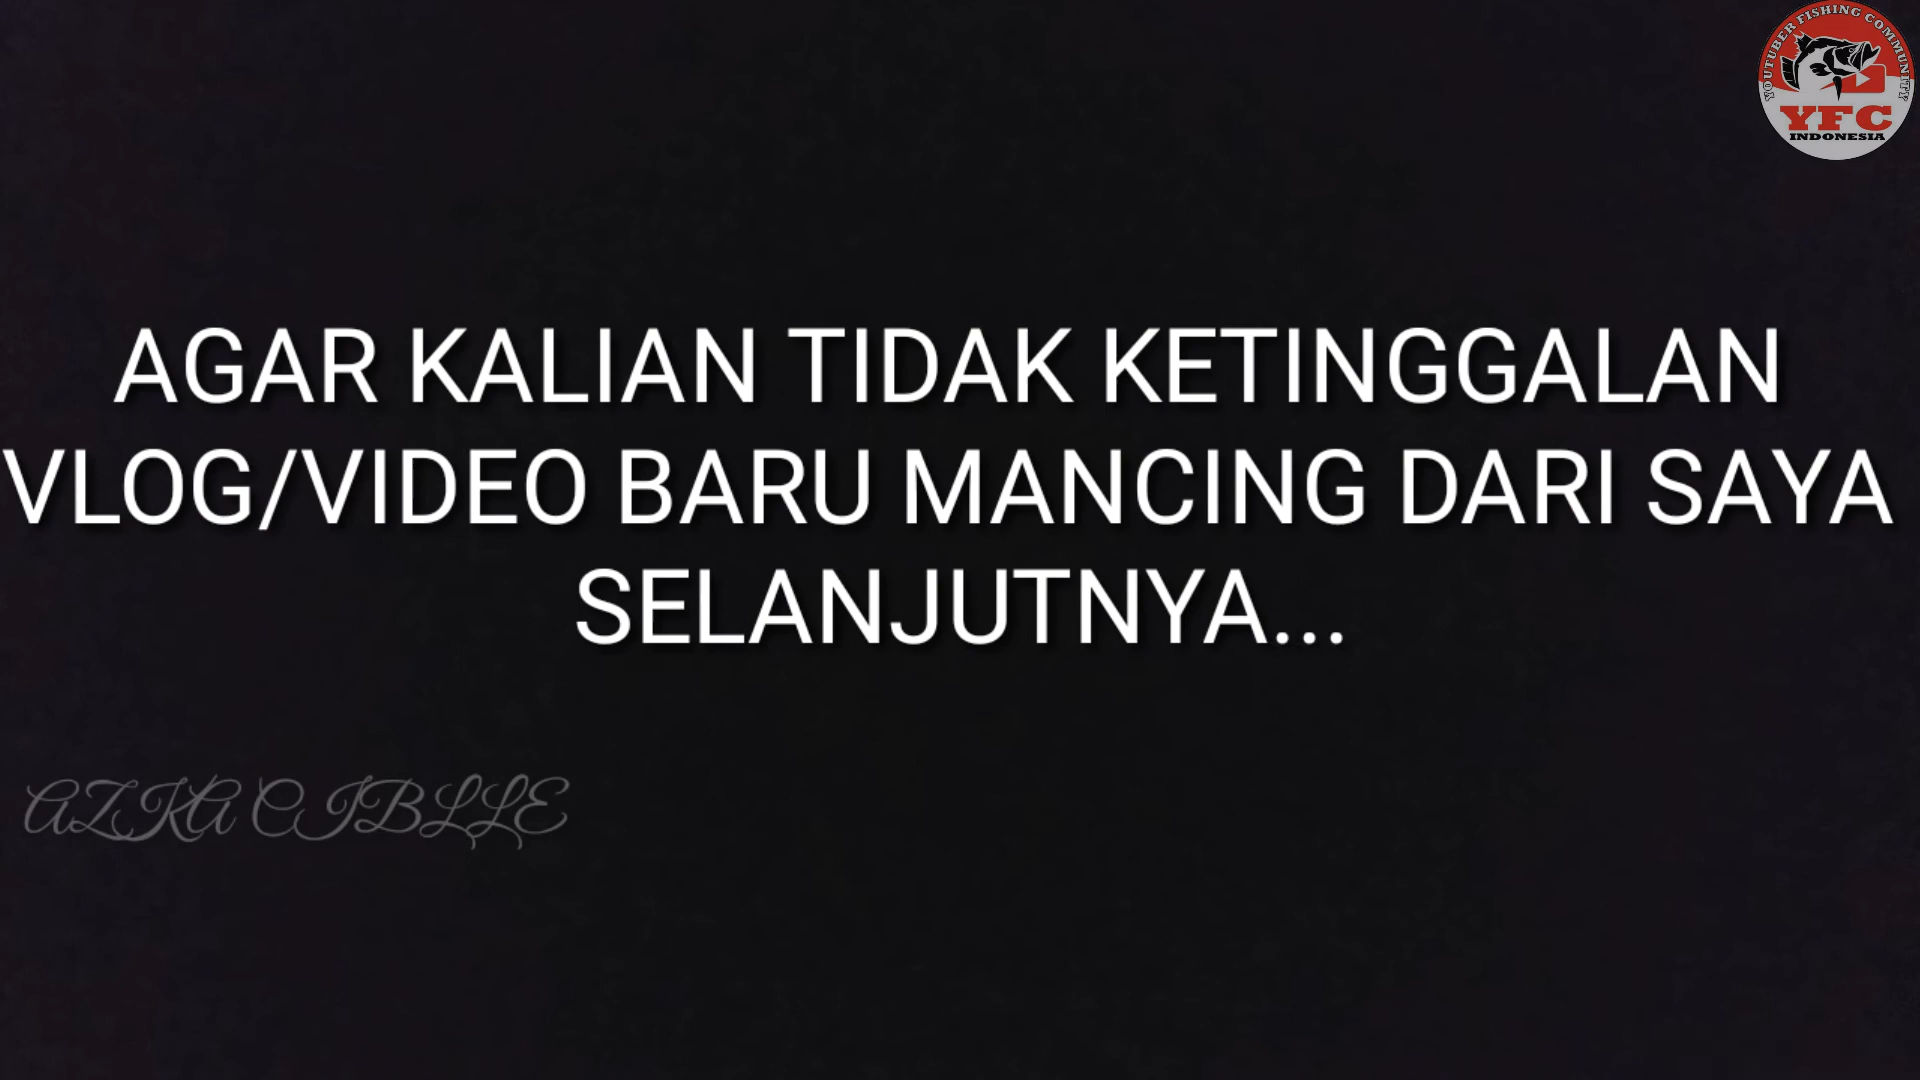 YOUTUBER FISHING COMMUNITY
YFC
INDONESIA
AGAR KALIAN TIDAK KETINGGALAN
VLOG/VIDEO BARU MANCING DARI SAYA
SELANJUTNYA...
AZKA CIBLLE